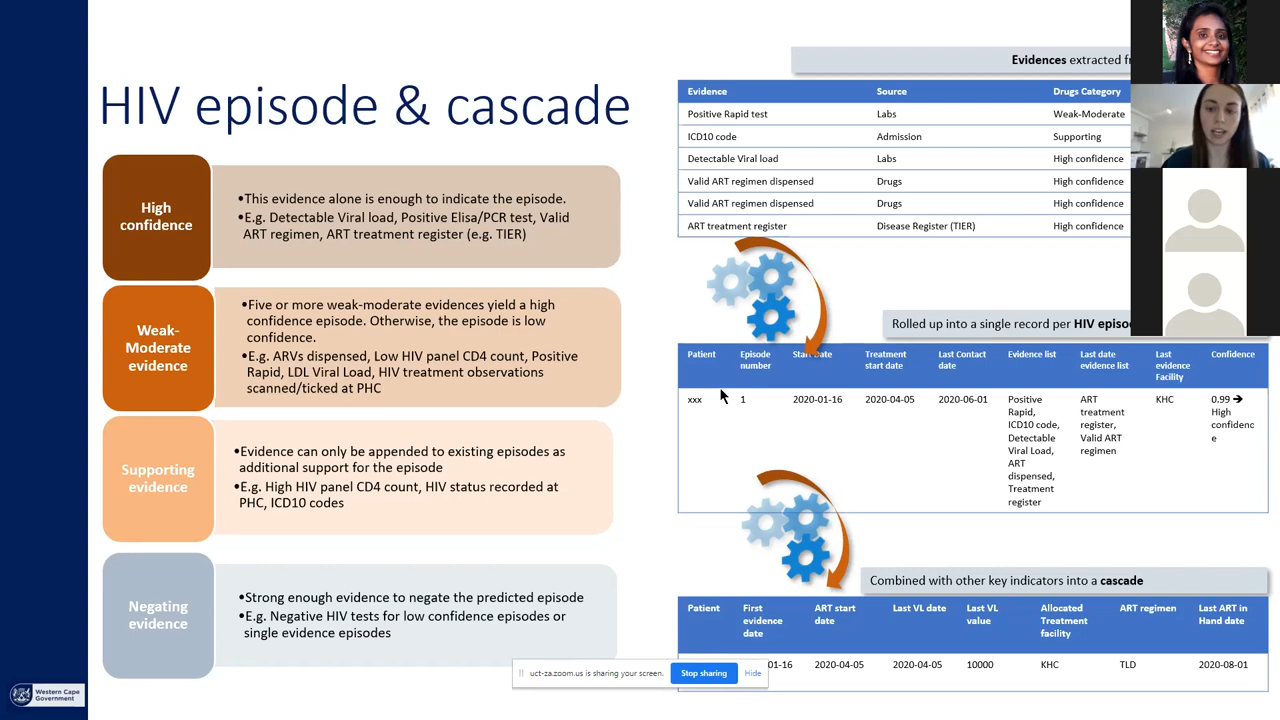 HIV episode & cascade
High
confidence
•This evidence alone is enough to indicate the episode.
•E.g. Detectable Viral load, Positive Elisa/PCR test, Valid
ART regimen, ART treatment register (e.g. TIER)
Weak-
Moderate
evidence
•Five or more weak-moderate evidences yield a high
confidence episode. Otherwise, the episode is low
confidence.
•E.g. ARVs dispensed, Low HIV panel CD4 count, Positive
Rapid, LDL Viral Load, HIV treatment observations
scanned/ticked at PHC
Supporting
evidence
•Evidence can only be appended to existing episodes as
additional support for the episode
•E.g. High HIV panel CD4 count, HIV status recorded at
PHC, ICD10 codes
Negating
evidence
•Strong enough evidence to negate the predicted episode
•E.g. Negative HIV tests for low confidence episodes or
single evidence episodes
Western Cape
Government
Evidences extracted
Evidence Source Drugs Category
Positive Rapid test Labs Weak-Moderate
ICD10 code Admission Supporting
Detectable Viral load Labs High confidence
Valid ART regimen dispensed Drugs High confidence
Valid ART regimen dispensed Drugs High confidence
ART treatment register Disease Register (TIER) High confidence
Rolled up into a single record per HIV
Patient Episode Start Date Treatment Last Contact Evidence list Last date Last Confidence
number start date date evidence list evidence
Facility
xxx 1 2020-01-16 2020-04-05 2020-06-01 Positive ART KHC 0.99 ➔
Rapid, treatment High
ICD10 code, register, confidenc
Detectable Valid ART e
Viral Load, regimen
ART
dispensed,
Treatment
register
Combined with other key indicators into a cascade
Patient First ART start Last VL date Last VL Allocated ART regimen Last ART in
evidence date value Treatment Hand date
date facility
01-16 2020-04-05 2020-04-05 10000 KHC TLD 2020-08-01
uct-za.zoom.us is sharing your screen. Stop sharing Hide